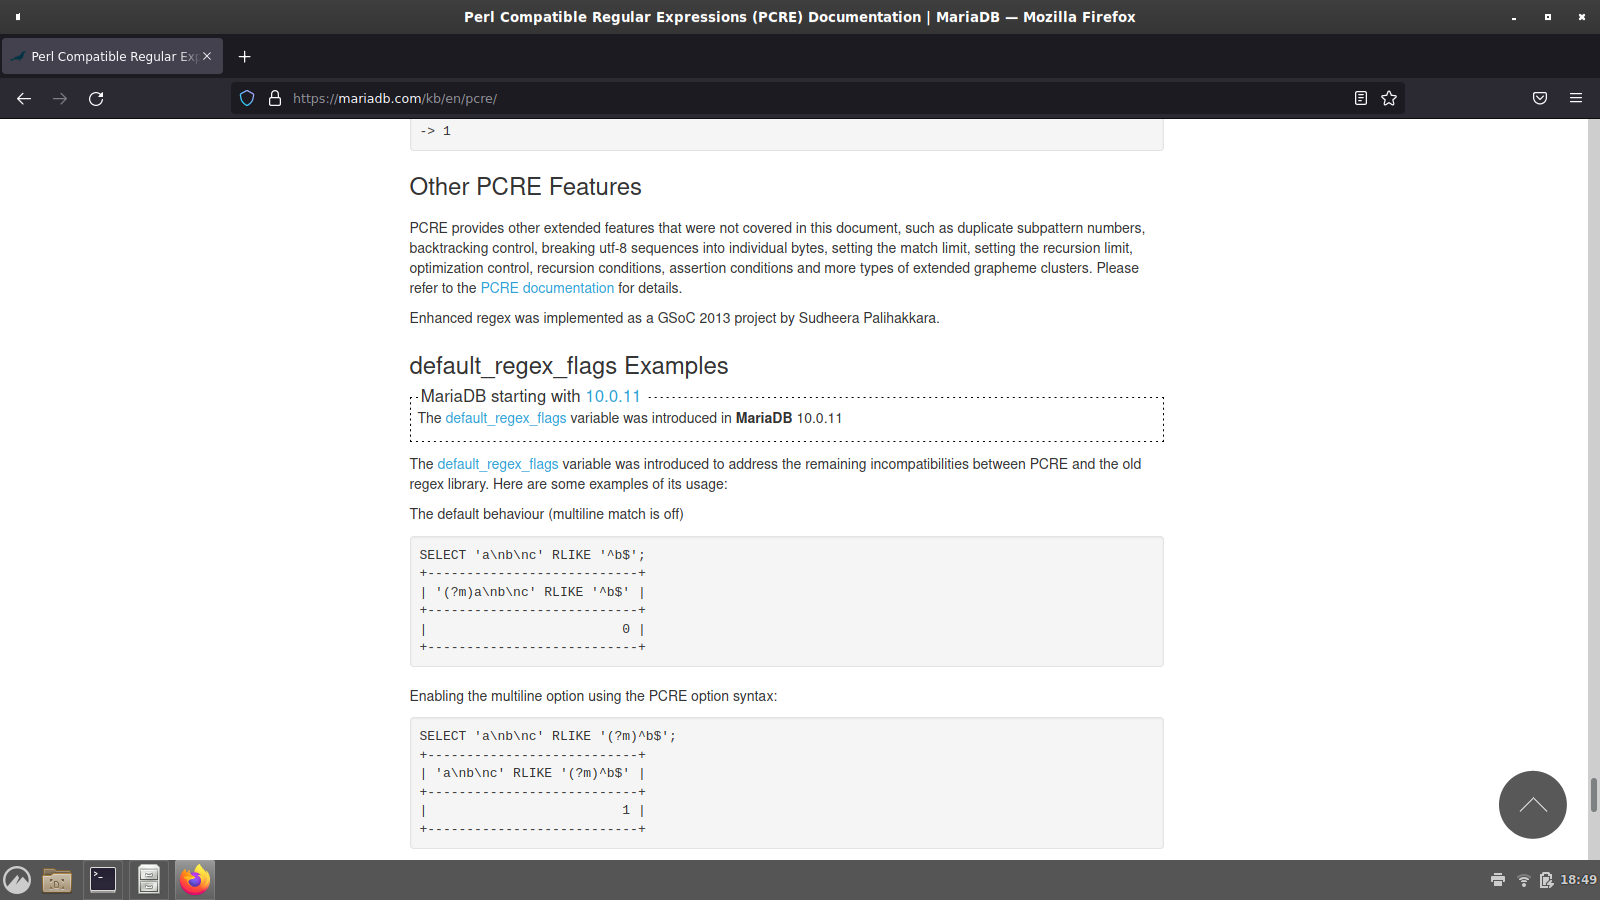 Perl Compatible Regular Expressions (PCRE) Documentation | MariaDB — Mozilla Firefox
Perl Compatible Regular Exp
https://mariadb.com/kb/en/pcre/
-> 1
Other PCRE Features
PCRE provides other extended features that were not covered in this document, such as duplicate subpattern numbers,
backtracking control, breaking utf-8 sequences into individual bytes, setting the match limit, setting the recursion limit,
optimization control, recursion conditions, assertion conditions and more types of extended grapheme clusters. Please
refer to the PCRE documentation for details.
Enhanced regex was implemented as a GSoC 2013 project by Sudheera Palihakkara.
default_regex_flags Examples
MariaDB starting with 10.0.11
The default_regex_flags variable was introduced in MariaDB 10.0.11
The default_regex_flags variable was introduced to address the remaining incompatibilities between PCRE and the old
regex library. Here are some examples of its usage:
The default behaviour (multiline match is off)
SELECT 'a\nb\nc' RLIKE '^b$';
+---------------------------+
| '(?m)a\nb\nc' RLIKE '^b$' |
+---------------------------+
|                         0 |
+---------------------------+
Enabling the multiline option using the PCRE option syntax:
SELECT 'a\nb\nc' RLIKE '(?m)^b$';
+---------------------------+
| 'a\nb\nc' RLIKE '(?m)^b$' |
+---------------------------+
|                         1 |
+---------------------------+
18:49